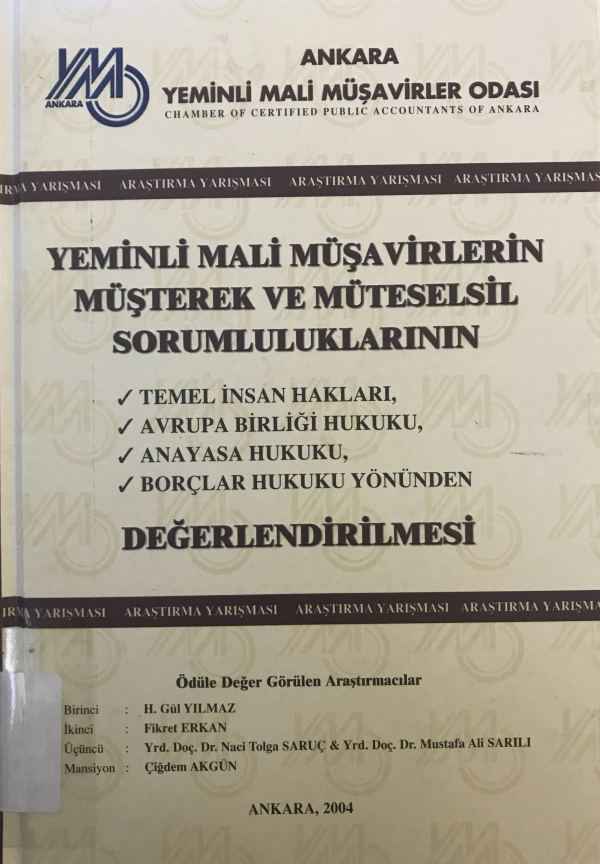 YMM
ANKARA
ANKARA
YEMİNLİ MALİ MÜŞAVİRLER ODASI
CHAMBER OF CERTIFIED PUBLIC ACCOUNTANTS OF ANKARA
YARIŞMASI ARAŞTIRMA YARIŞMASI ARAŞTIRMA YARIŞMASI ARAŞTIRMA YARIŞMAS
YEMİNLİ MALİ MÜŞAVİRLERİN
MÜŞTEREK VE MÜTESELSİL
SORUMLULUKLARININ
✓ TEMEL İNSAN HAKLARI,
✓ AVRUPA BİRLİĞİ HUKUKU,
✓ ANAYASA HUKUKU,
✓ BORÇLAR HUKUKU YÖNÜNDEN
DEĞERLENDİRİLMESİ
YARIŞMASI ARAŞTIRMA YARIŞMASI ARAŞTIRMA YARIŞMASI ARAŞTIRMA YARIŞMA
Ödüle Değer Görülen Araştırmacılar
Birinci : H. Gül YILMAZ
İkinci : Fikret ERKAN
Üçüncü : Yrd. Doç. Dr. Naci Tolga SARUÇ & Yrd. Doç. Dr. Mustafa Ali SARILI
Mansiyon : Çiğdem AKGÜN
ANKARA, 2004